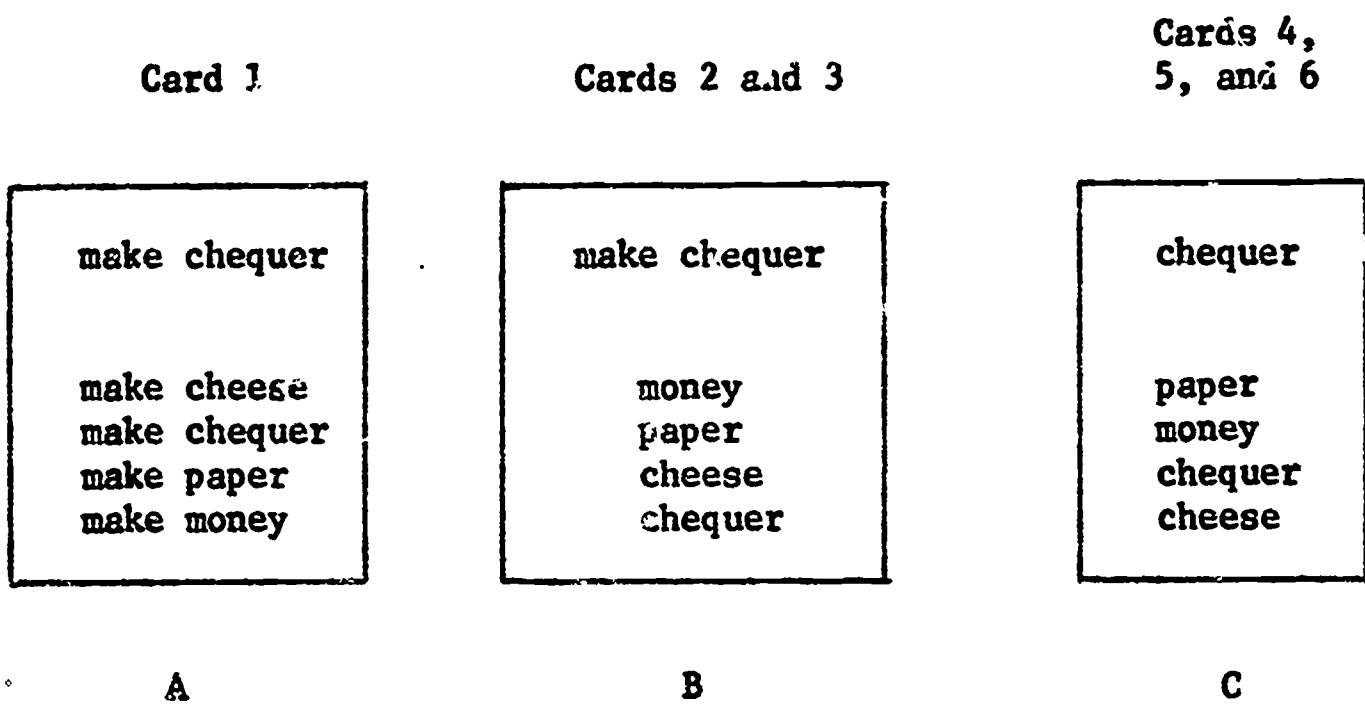 Card 1
Cards 2 and 3
Cards 4,
5, and 6
make chequer
make cheese
make chequer
make paper
make money
A
make chequer
money
paper
cheese
chequer
B
chequer
paper
money
chequer
cheese
C